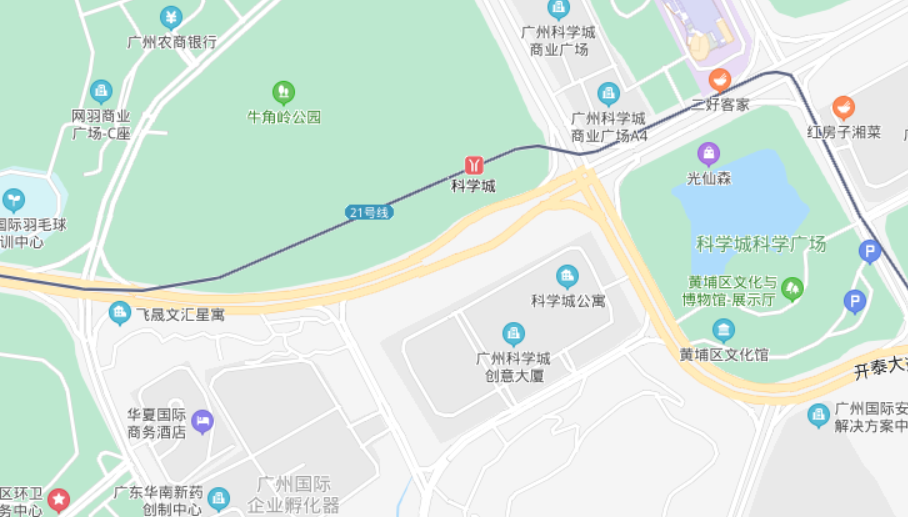 广州科学城
商业广场
广州农商银行
网羽商业
广场-C座
牛角岭公园
广州科学城
商业广场A4
二好客家
红房子湘菜
光仙森
科学城
21号线
国际羽毛球
训中心
科学城科学广场
P
黄埔区文化与
博物馆-展示厅
P
科学城公寓
飞晟文汇星寓
广州科学城
创意大厦
黄埔区文化馆
开泰大
华夏国际
商务酒店
广州国际安
解决方案中
广州国际
企业孵化器
广东华南新药
创制中心
区环卫
务中心